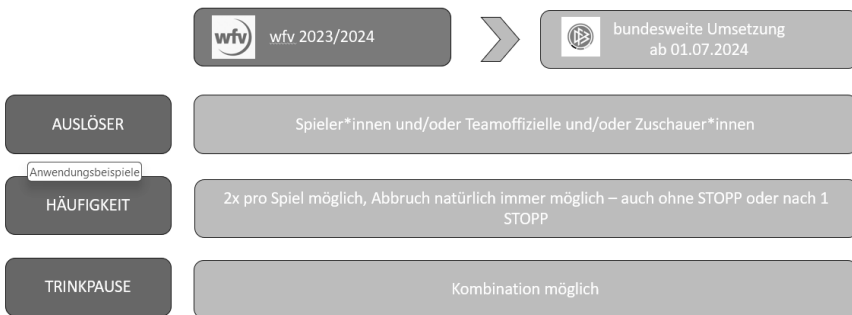 wfv
wfv 2023/2024
bundesweite Umsetzung
ab 01.07.2024
AUSLÖSER
Spieler*innen und/oder Teamoffizielle und/oder Zuschauer*innen
Anwendungsbeispiele
HÄUFIGKEIT
2x pro Spiel möglich, Abbruch natürlich immer möglich – auch ohne STOPP oder nach 1
STOPP
TRINKPAUSE
Kombination möglich